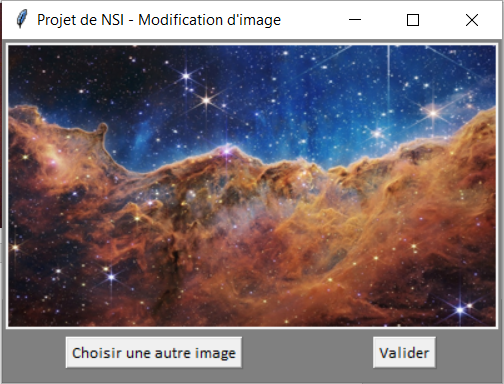 Projet de NSI - Modification d'image
Choisir une autre image
Valider